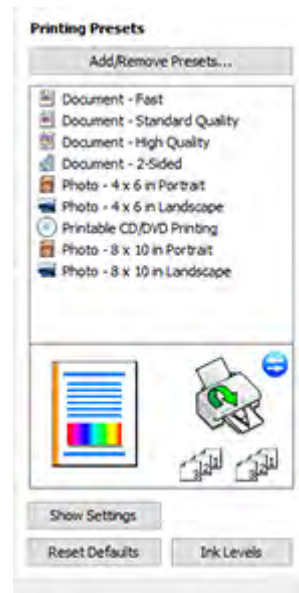 Printing Presets
Add/Remove Presets...
Document - Fast
Document - Standard Quality
Document - High Quality
Document - 2-Sided
Photo - 4 x 6 in Portrait
Photo - 4 x 6 in Landscape
Printable CD/DVD Printing
Photo - 8 x 10 in Portrait
Photo - 8 x 10 in Landscape
Show Settings
Reset Defaults
Ink Levels